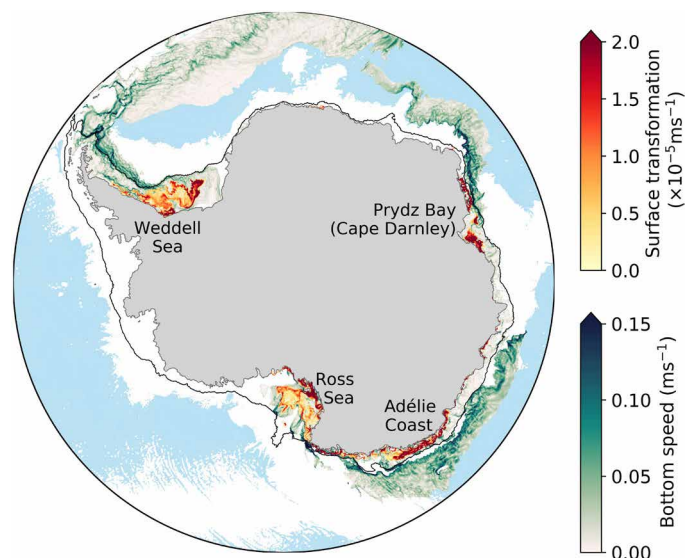 Weddell
Sea
Prydz Bay
(Cape Darnley)
Ross
Sea
Adélie
Coast
2.0
1.5
1.0
0.5
0.0
Surface transformation
(×10⁻⁵ms⁻¹)
0.15
0.10
0.05
0.00
Bottom speed (ms⁻¹)